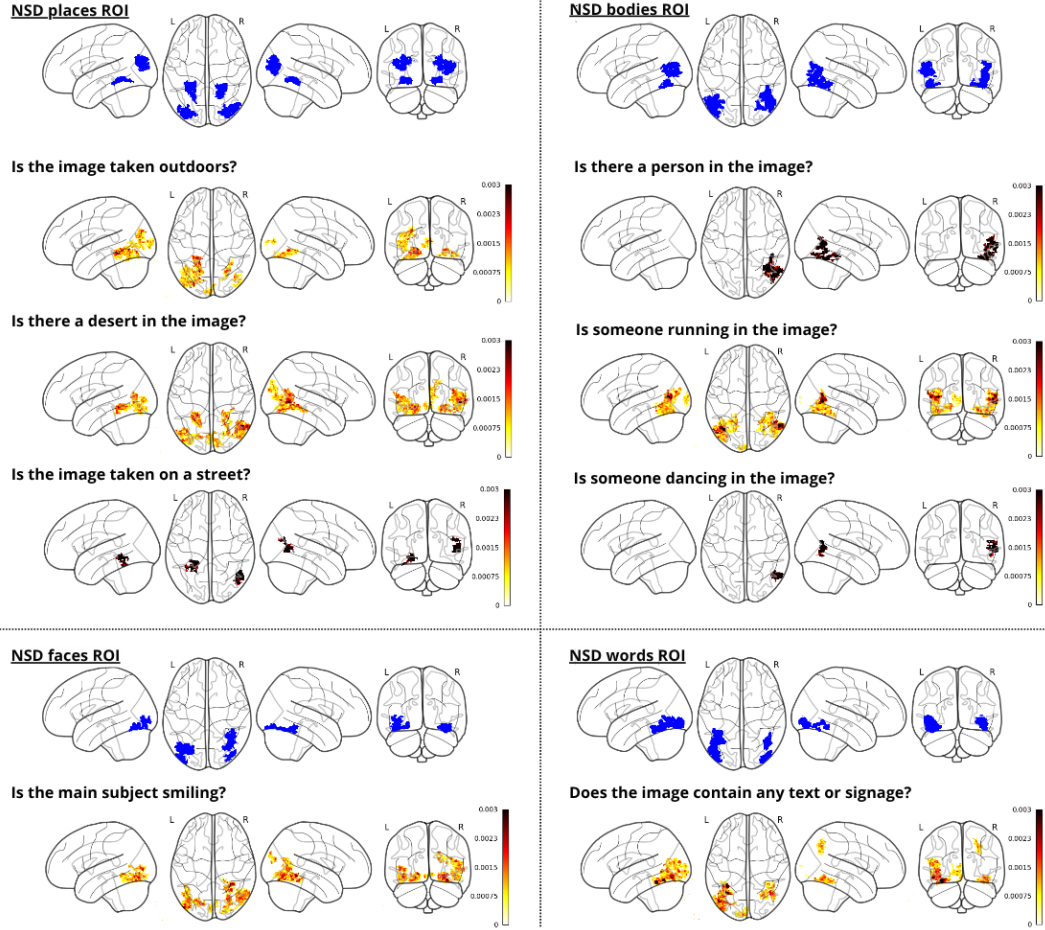 NSD places ROI
L R
Is the image taken outdoors?
L R
0.003
0.0023
0.0015
0.00075
0
Is there a desert in the image?
L R
0.003
0.0023
0.0015
0.00075
0
Is the image taken on a street?
L R
0.003
0.0023
0.0015
0.00075
0
NSD bodies ROI
L R
L R
Is there a person in the image?
L R
L R
0.003
0.0023
0.0015
0.00075
0
Is someone running in the image?
L R
L R
0.003
0.0023
0.0015
0.00075
0
Is someone dancing in the image?
L R
L R
0.003
0.0023
0.0015
0.00075
0
NSD faces ROI
L R
L R
Is the main subject smiling?
L R
L R
0.003
0.0023
0.0015
0.00075
0
NSD words ROI
L R
L R
Does the image contain any text or signage?
L R
L R
0.003
0.0023
0.0015
0.00075
0